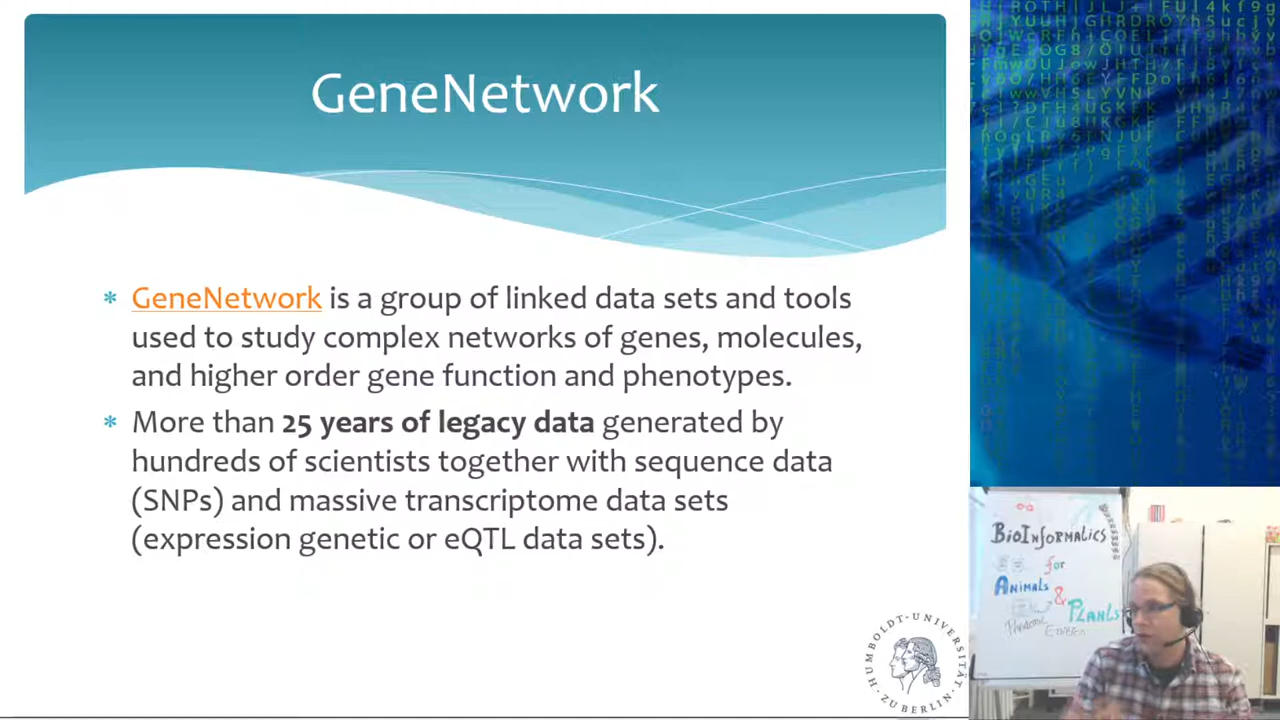 GeneNetwork
* GeneNetwork is a group of linked data sets and tools
used to study complex networks of genes, molecules,
and higher order gene function and phenotypes.
* More than 25 years of legacy data generated by
hundreds of scientists together with sequence data
(SNPs) and massive transcriptome data sets
(expression genetic or eQTL data sets).
HUMBOLDT-UNIVERSITÄT
ZU BERLIN
BioInformatics
for
Animals
&
Plants